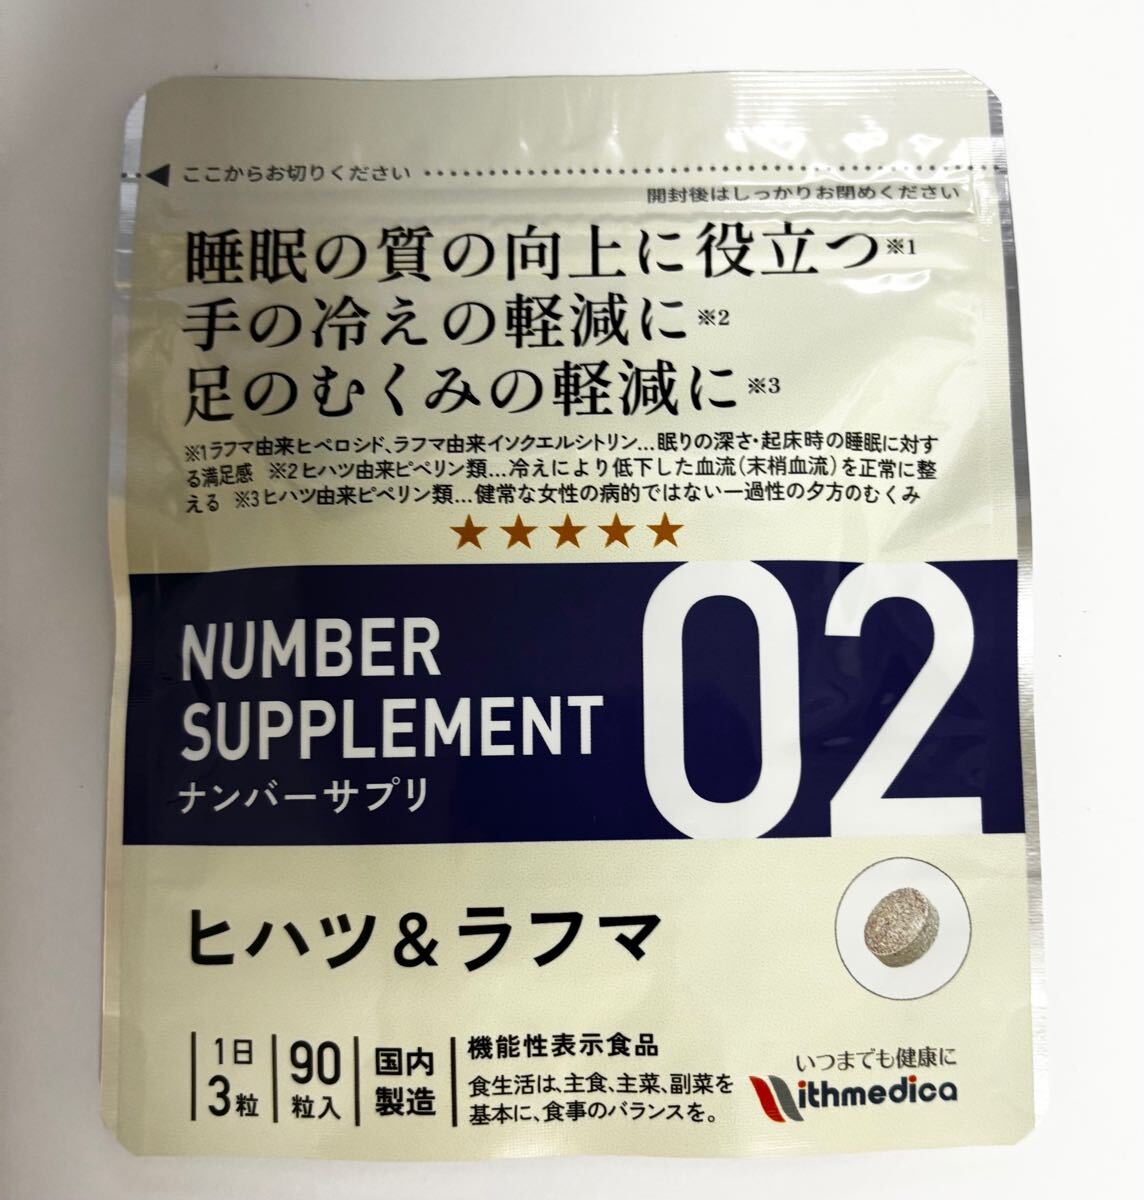 ここからお切りください
開封後はしっかりお閉めください
睡眠の質の向上に役立つ※1
手の冷えの軽減に※2
足のむくみの軽減に※3
※1ラフマ由来ヒペロシド、ラフマ由来イソクエルシトリン…眠りの深さ・起床時の睡眠に対す
る満足感 ※2ヒハツ由来ピペリン類…冷えにより低下した血流(末梢血流)を正常に整
える ※3ヒハツ由来ピペリン類…健常な女性の病的ではない一過性の夕方のむくみ
★★★★★
NUMBER
SUPPLEMENT
ナンバーサプリ
02
ヒハツ&ラフマ
1日
3粒
90
粒入
国内
製造
機能性表示食品
食生活は、主食、主菜、副菜を
基本に、食事のバランスを。
いつまでも健康に
Withmedica